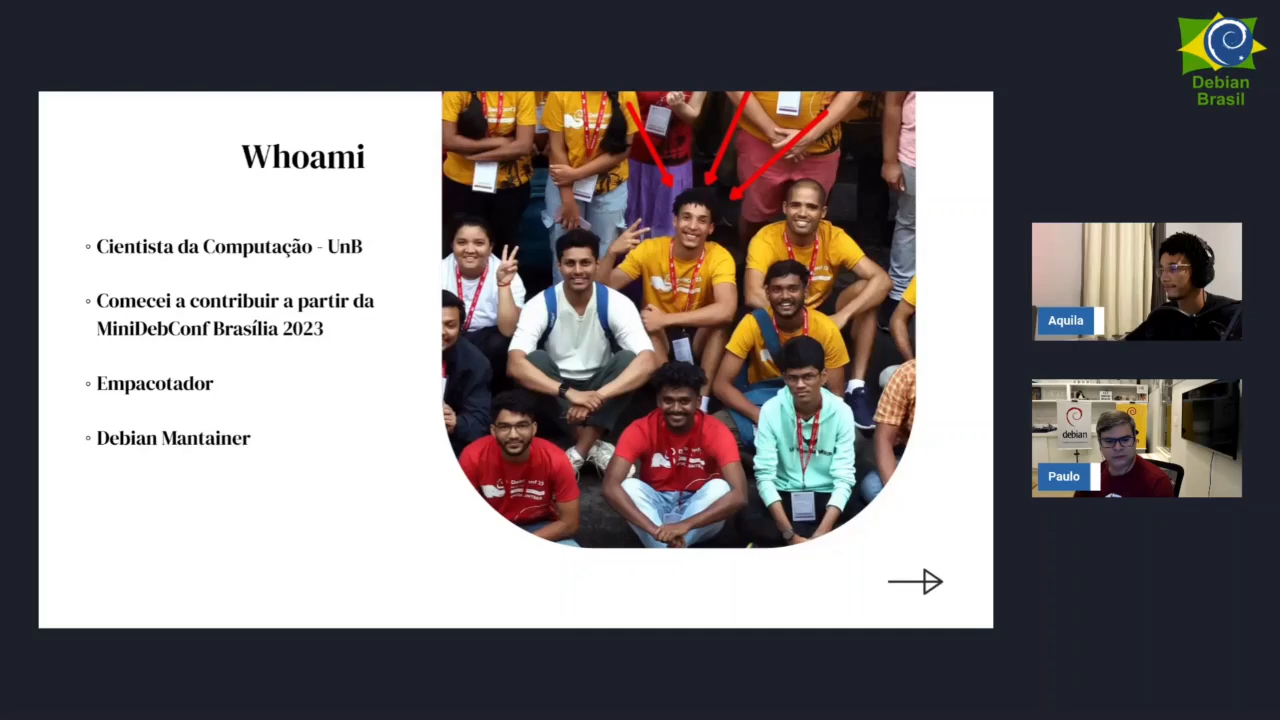 Debian
Brasil
Whoami
◦ Cientista da Computação - UnB
◦ Comecei a contribuir a partir da
MiniDebConf Brasília 2023
◦ Empacotador
◦ Debian Mantainer
Aquila
debian
Paulo